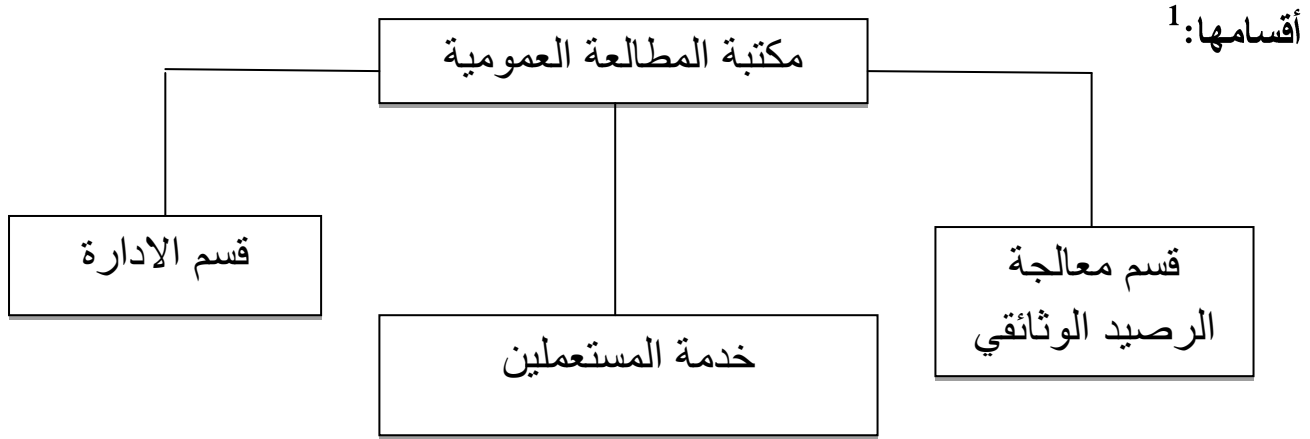 أقسامها:1
مكتبة المطالعة العمومية
قسم معالجة
الرصيد الوثائقي
خدمة المستعملين
قسم الادارة